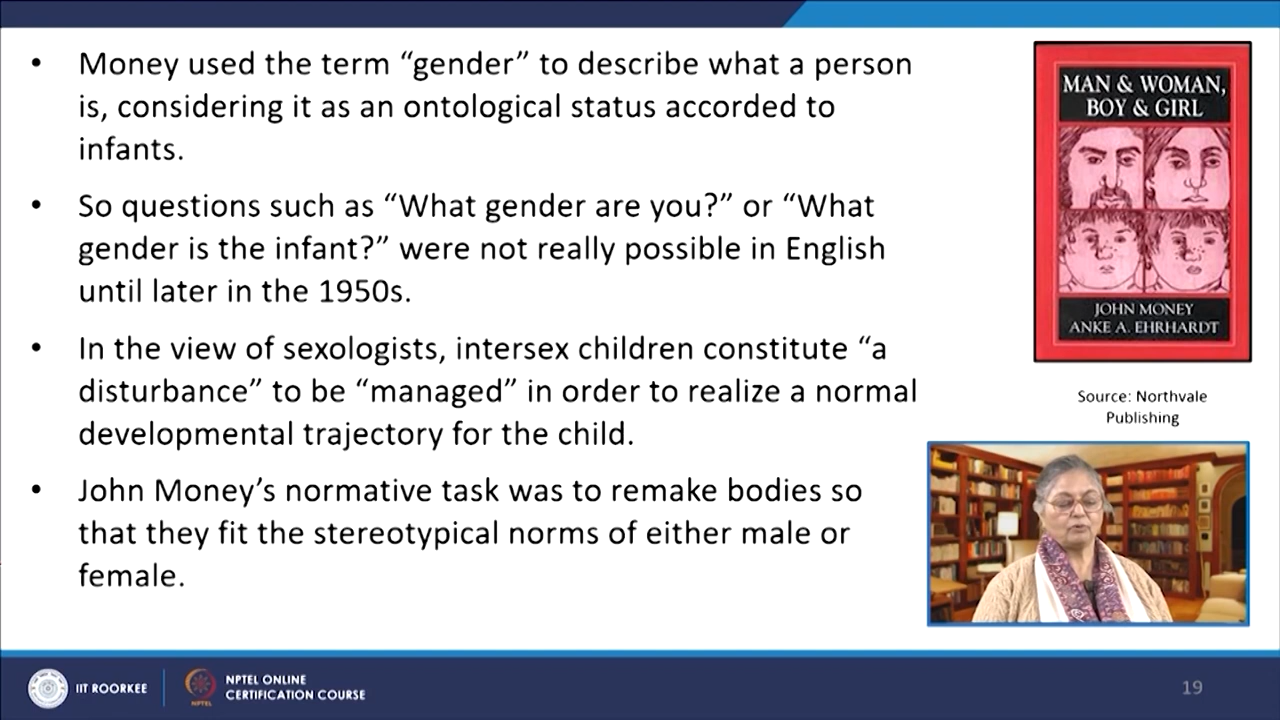 • Money used the term “gender” to describe what a person
is, considering it as an ontological status accorded to
infants.
• So questions such as “What gender are you?” or “What
gender is the infant?” were not really possible in English
until later in the 1950s.
• In the view of sexologists, intersex children constitute “a
disturbance” to be “managed” in order to realize a normal
developmental trajectory for the child.
• John Money’s normative task was to remake bodies so
that they fit the stereotypical norms of either male or
female.
MAN & WOMAN,
BOY & GIRL
JOHN MONEY
ANKE A. EHRHARDT
Source: Northvale
Publishing
IIT ROORKEE
NPTEL
NPTEL ONLINE
CERTIFICATION COURSE
19